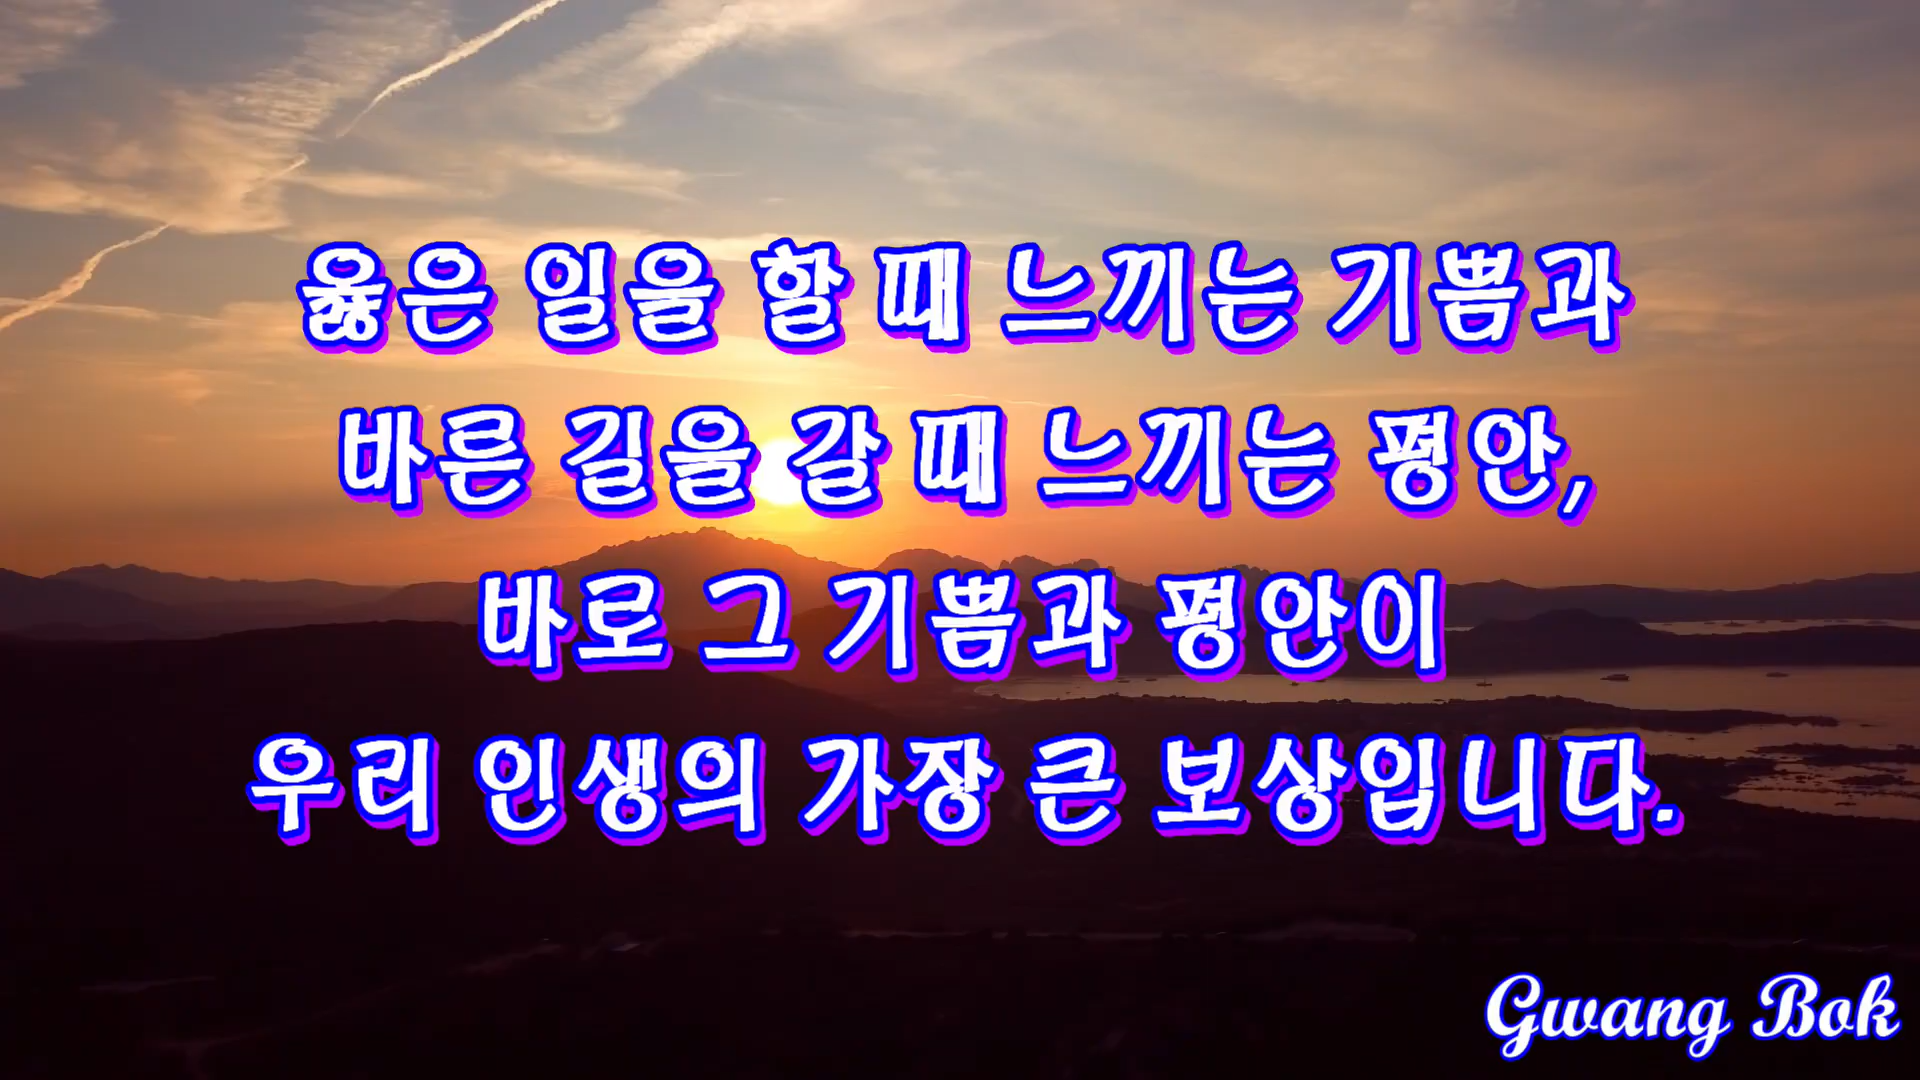 옳은 일을 할 때 느끼는 기쁨과
바른 길을 갈 때 느끼는 평안,
바로 그 기쁨과 평안이
우리 인생의 가장 큰 보상입니다.
Gwang Bok